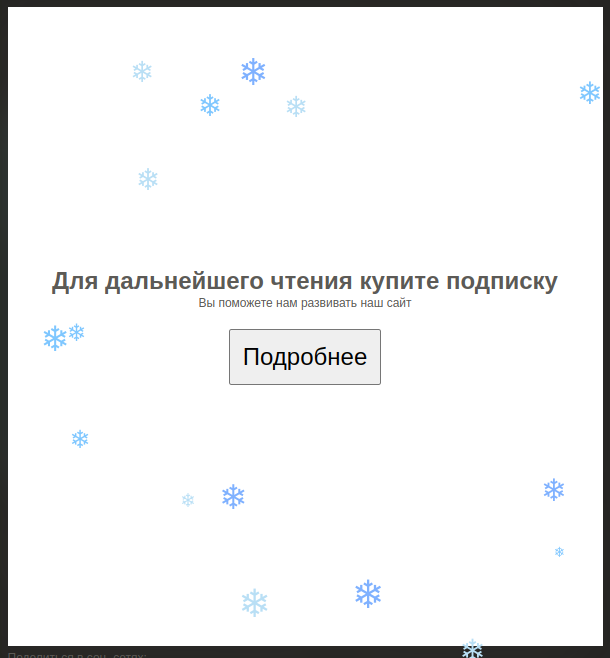 Для дальнейшего чтения купите подписку
Вы поможете нам развивать наш сайт
Подробнее
Поделиться в соц. сетях: